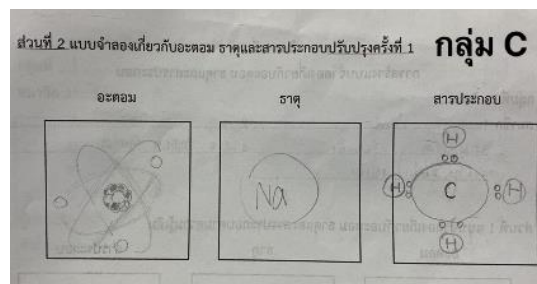 ส่วนที่ 2 แบบจำลองเกี่ยวกับอะตอม ธาตุและสารประกอบปรับปรุงครั้งที่ 1 กลุ่ม C
อะตอม ธาตุ สารประกอบ
H
Na H C H
H